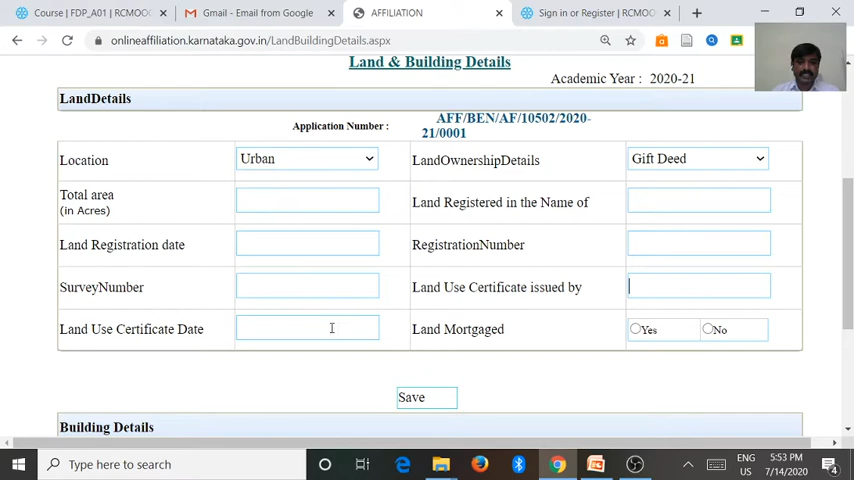 Course | FDP_A01 | RCMOO
Gmail - Email from Google
AFFILIATION
Sign in or Register | RCMOO
onlineaffiliation.karnataka.gov.in/LandBuildingDetails.aspx
Land & Building Details
Academic Year : 2020-21
LandDetails
Application Number :
AFF/BEN/AF/10502/2020-
21/0001
Location
Urban
LandOwnershipDetails
Gift Deed
Total area
(in Acres)
Land Registered in the Name of
Land Registration date
RegistrationNumber
SurveyNumber
Land Use Certificate issued by
Land Use Certificate Date
Land Mortgaged
Yes
No
Save
Building Details
Type here to search
ENG
US
5:53 PM
7/14/2020
4